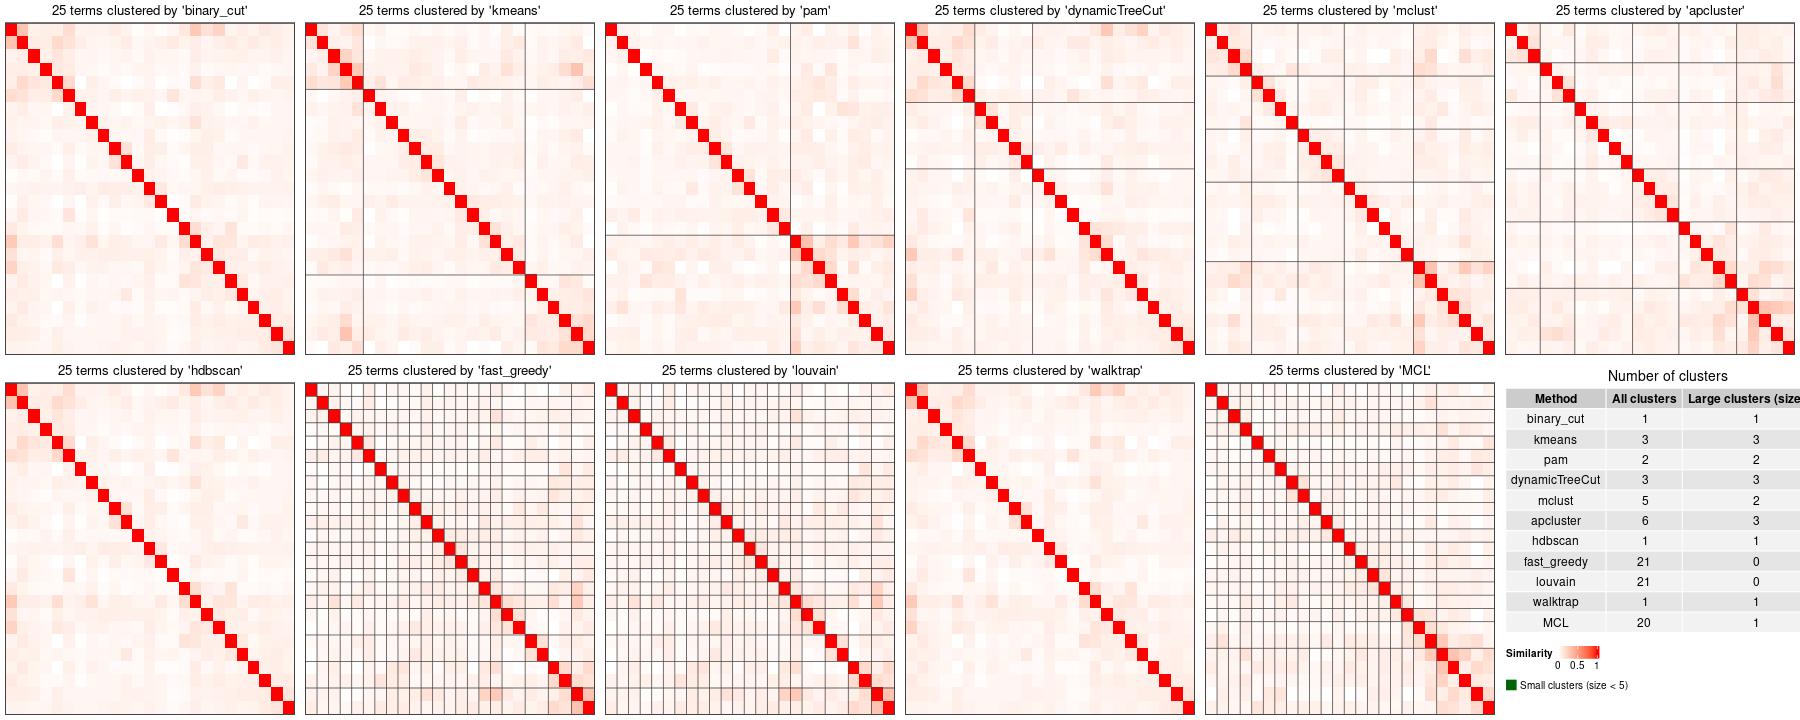 25 terms clustered by 'binary_cut'
25 terms clustered by 'kmeans'
25 terms clustered by 'pam'
25 terms clustered by 'dynamicTreeCut'
25 terms clustered by 'mclust'
25 terms clustered by 'apcluster'
25 terms clustered by 'hdbscan'
25 terms clustered by 'fast_greedy'
25 terms clustered by 'louvain'
25 terms clustered by 'walktrap'
25 terms clustered by 'MCL'
Number of clusters
Method All clusters Large clusters (size
binary_cut 1 1
kmeans 3 3
pam 2 2
dynamicTreeCut 3 3
mclust 5 2
apcluster 6 3
hdbscan 1 1
fast_greedy 21 0
louvain 21 0
walktrap 1 1
MCL 20 1
Similarity
0 0.5 1
Small clusters (size < 5)